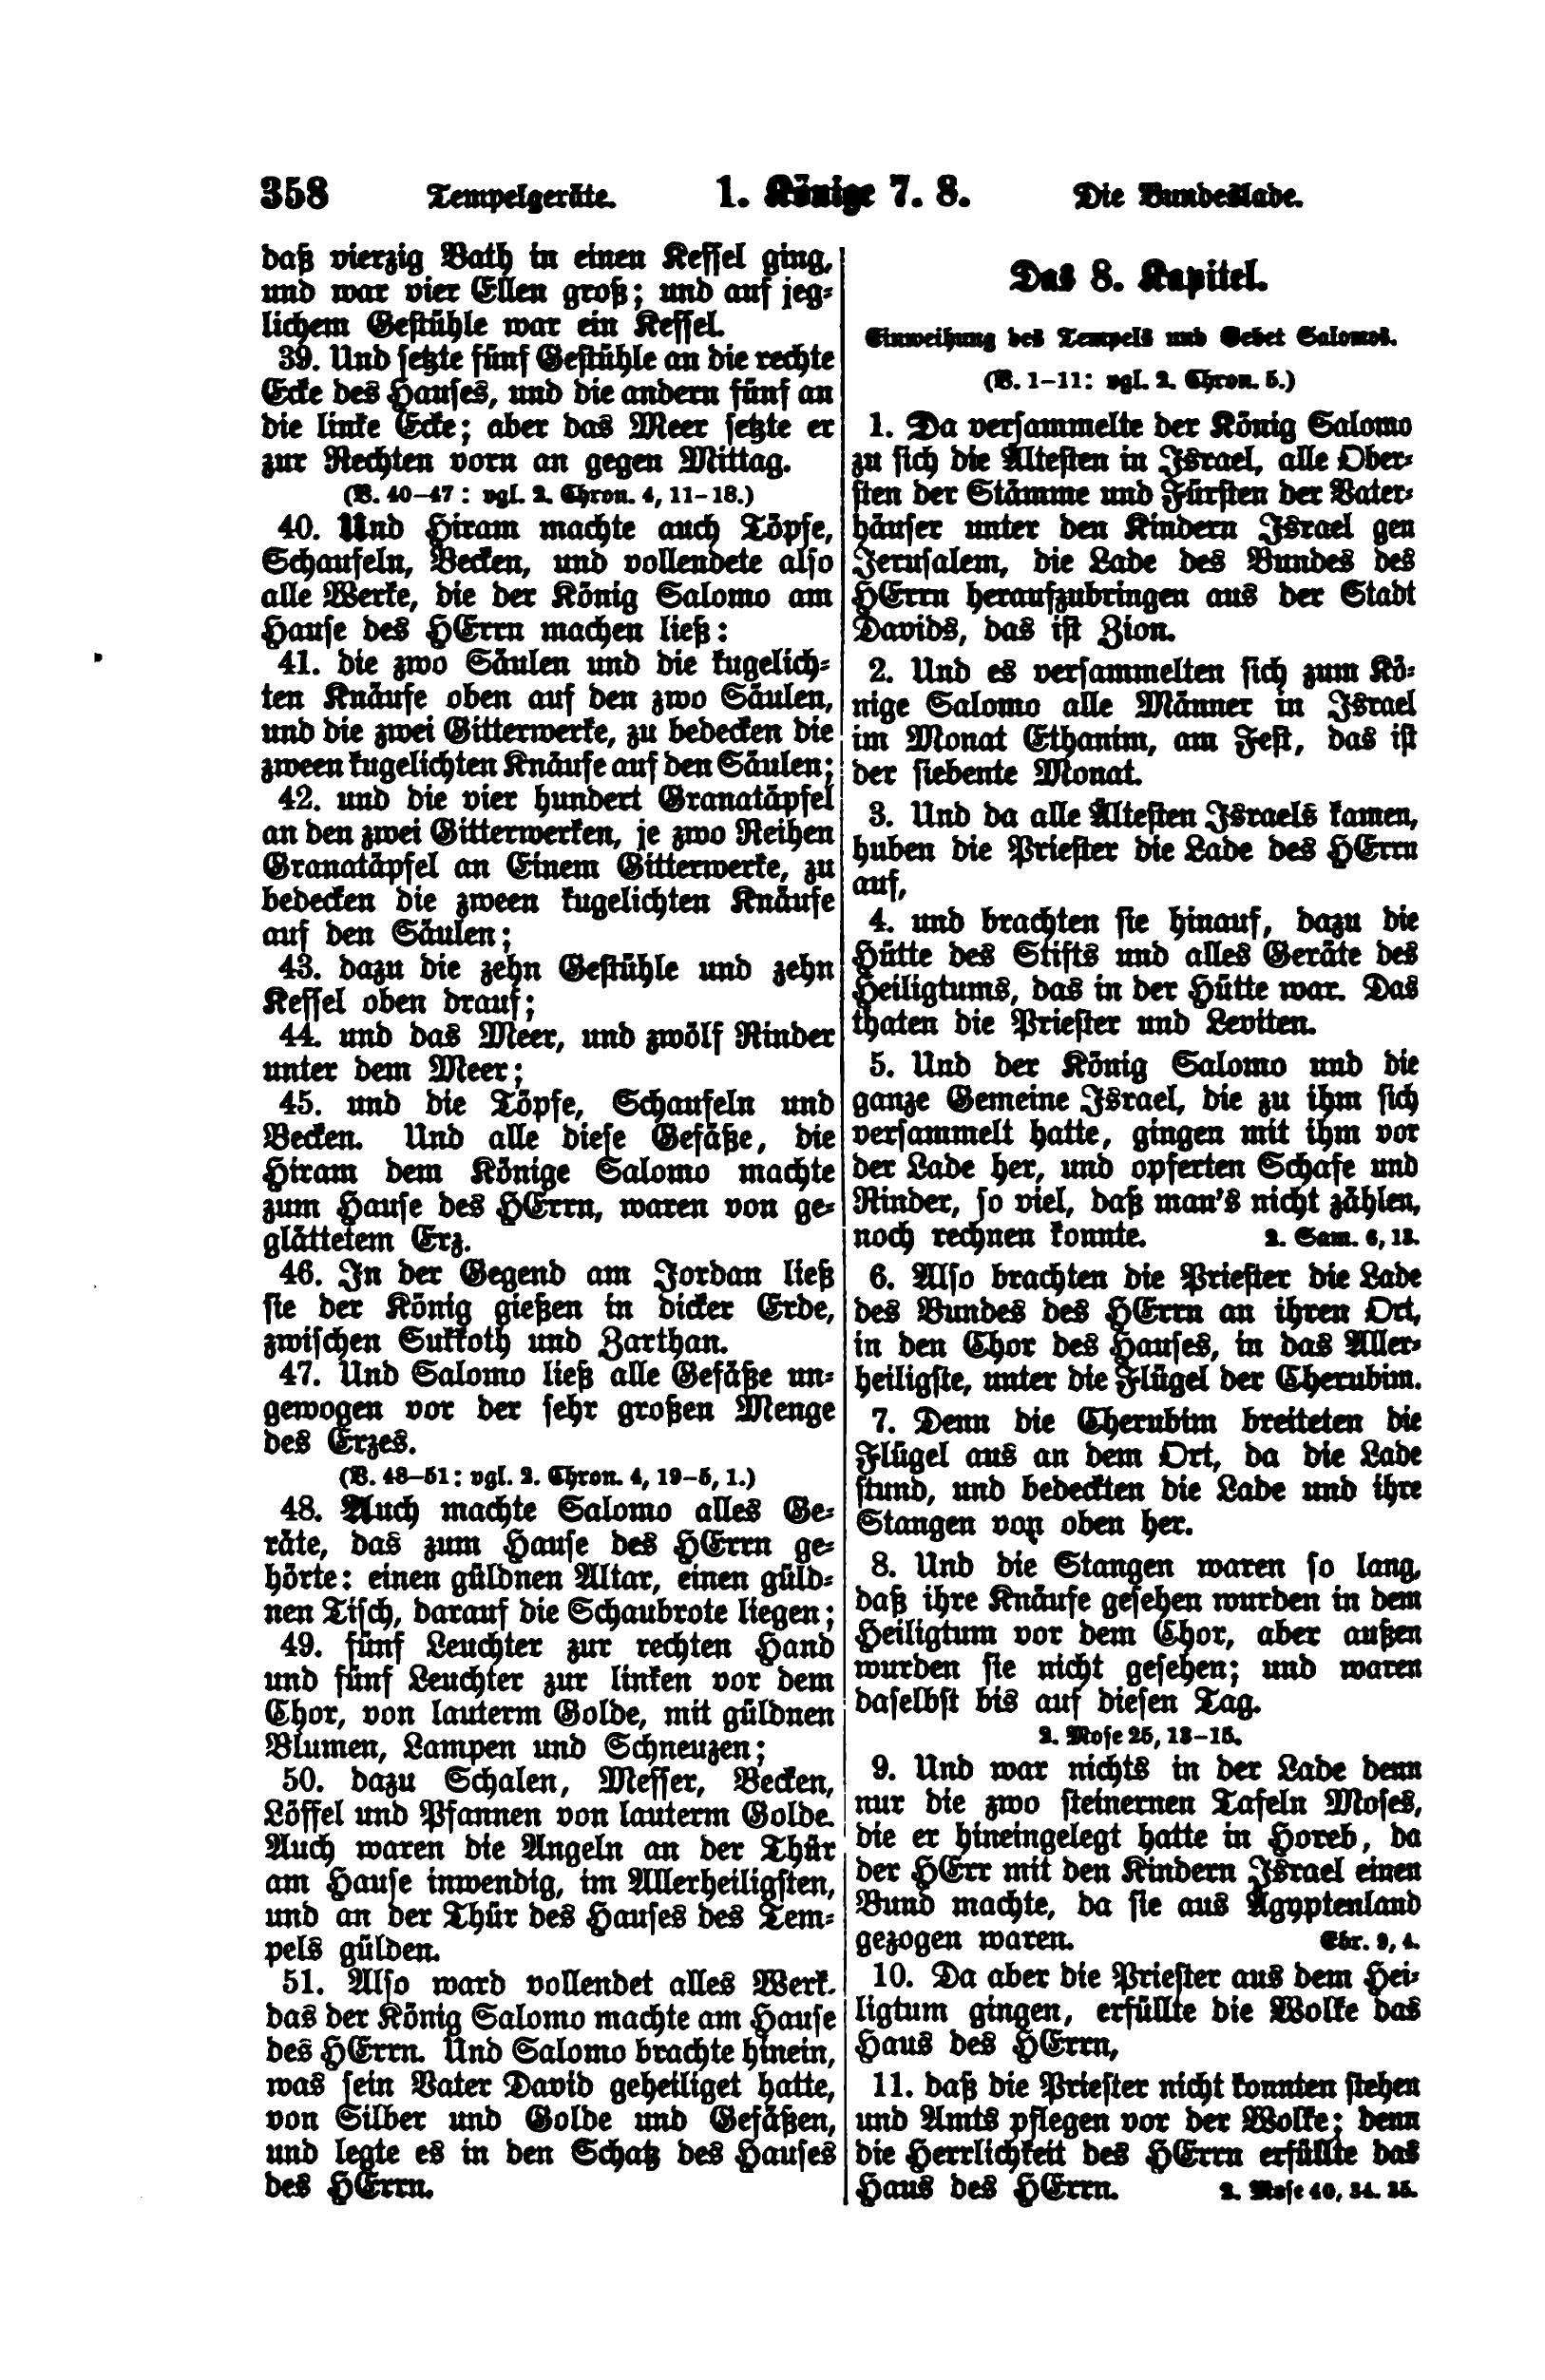 358 Tempelgeräte. 1. Könige 7. 8. Die Bundeslade.
daß vierzig Bath in einen Kessel ging,
und war vier Ellen groß; und auf jeg-
lichem Gestühle war ein Kessel.
39. Und setzte fünf Gestühle an die rechte
Ecke des Hauses, und die andern fünf an
die linke Ecke; aber das Meer setzte er
zur Rechten vorn an gegen Mittag.
(V. 40–47: vgl. 2. Chron. 4, 11–18.)
40. Und Hiram machte auch Töpfe,
Schaufeln, Becken, und vollendete also
alle Werke, die der König Salomo am
Hause des HErrn machen ließ:
41. die zwo Säulen und die kugelich-
ten Knäufe oben auf den zwo Säulen,
und die zwei Gitterwerke, zu bedecken die
zween kugelichten Knäufe auf den Säulen;
42. und die vier hundert Granatäpfel
an den zwei Gitterwerken, je zwo Reihen
Granatäpfel an Einem Gitterwerke, zu
bedecken die zween kugelichten Knäufe
auf den Säulen;
43. dazu die zehn Gestühle und zehn
Kessel oben drauf;
44. und das Meer, und zwölf Rinder
unter dem Meer;
45. und die Töpfe, Schaufeln und
Becken. Und alle diese Gefäße, die
Hiram dem Könige Salomo machte
zum Hause des HErrn, waren von ge-
glättetem Erz.
46. In der Gegend am Jordan ließ
sie der König gießen in dicker Erde,
zwischen Sukkoth und Zarthan.
47. Und Salomo ließ alle Gefäße un-
gewogen vor der sehr großen Menge
des Erzes.
(V. 48–51: vgl. 2. Chron. 4, 19–5, 1.)
48. Auch machte Salomo alles Ge-
räte, das zum Hause des HErrn ge-
hörte: einen güldnen Altar, einen güld-
nen Tisch, darauf die Schaubrote liegen;
49. fünf Leuchter zur rechten Hand
und fünf Leuchter zur linken vor dem
Chor, von lauterm Golde, mit güldnen
Blumen, Lampen und Schneuzen;
50. dazu Schalen, Messer, Becken,
Löffel und Pfannen von lauterm Golde.
Auch waren die Angeln an der Thür
am Hause inwendig, im Allerheiligsten,
und an der Thür des Hauses des Tem-
pels gülden.
51. Also ward vollendet alles Werk.
das der König Salomo machte am Hause
des HErrn. Und Salomo brachte hinein,
was sein Vater David geheiliget hatte,
von Silber und Golde und Gefäßen,
und legte es in den Schatz des Hauses
des HErrn.
Das 8. Kapitel.
Einweihung des Tempels und Gebet Salomos.
(V. 1–11: vgl. 2. Chron. 5.)
1. Da versammelte der König Salomo
zu sich die Ältesten in Israel, alle Ober-
sten der Stämme und Fürsten der Vater-
häuser unter den Kindern Israel gen
Jerusalem, die Lade des Bundes des
HErrn heraufzubringen aus der Stadt
Davids, das ist Zion.
2. Und es versammelten sich zum Kö-
nige Salomo alle Männer in Israel
im Monat Ethanim, am Fest, das ist
der siebente Monat.
3. Und da alle Ältesten Israels kamen,
huben die Priester die Lade des HErrn
auf,
4. und brachten sie hinauf, dazu die
Hütte des Stifts und alles Geräte des
Heiligtums, das in der Hütte war. Das
thaten die Priester und Leviten.
5. Und der König Salomo und die
ganze Gemeine Israel, die zu ihm sich
versammelt hatte, gingen mit ihm vor
der Lade her, und opferten Schafe und
Rinder, so viel, daß man's nicht zählen,
noch rechnen konnte. 2. Sam. 6, 13.
6. Also brachten die Priester die Lade
des Bundes des HErrn an ihren Ort,
in den Chor des Hauses, in das Aller-
heiligste, unter die Flügel der Cherubim.
7. Denn die Cherubim breiteten die
Flügel aus an dem Ort, da die Lade
stund, und bedeckten die Lade und ihre
Stangen von oben her.
8. Und die Stangen waren so lang,
daß ihre Knäufe gesehen wurden in dem
Heiligtum vor dem Chor, aber außen
wurden sie nicht gesehen; und waren
daselbst bis auf diesen Tag.
2. Mose 25, 13–15.
9. Und war nichts in der Lade denn
nur die zwo steinernen Tafeln Moses,
die er hineingelegt hatte in Horeb, da
der HErr mit den Kindern Israel einen
Bund machte, da sie aus Ägyptenland
gezogen waren. Ebr. 9, 4.
10. Da aber die Priester aus dem Hei-
ligtum gingen, erfüllte die Wolke das
Haus des HErrn,
11. daß die Priester nicht konnten stehen
und Amts pflegen vor der Wolke; denn
die Herrlichkeit des HErrn erfüllte das
Haus des HErrn. 2. Mose 40, 34. 35.